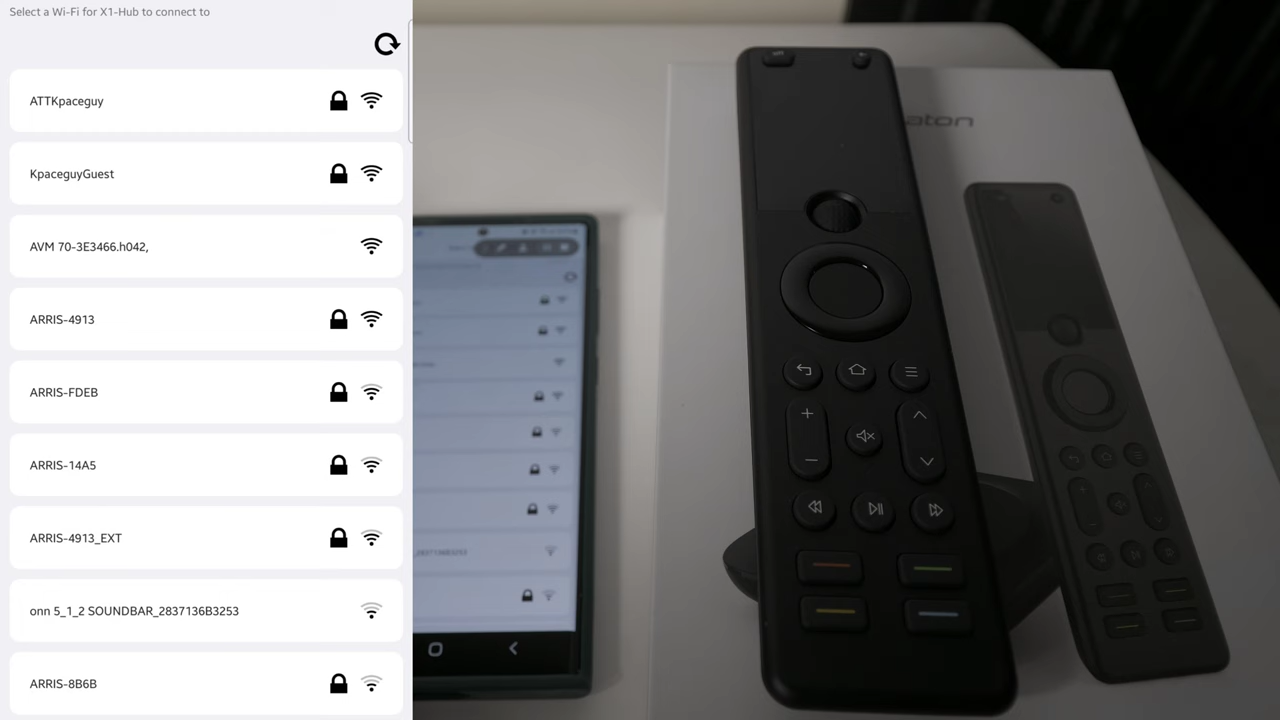 Select a Wi-Fi for X1-Hub to connect to
ATTKpaceguy
KpaceguyGuest
AVM 70-3E3466.h042,
ARRIS-4913
ARRIS-FDEB
ARRIS-14A5
ARRIS-4913_EXT
onn 5_1_2 SOUNDBAR_2837136B3253
ARRIS-8B6B